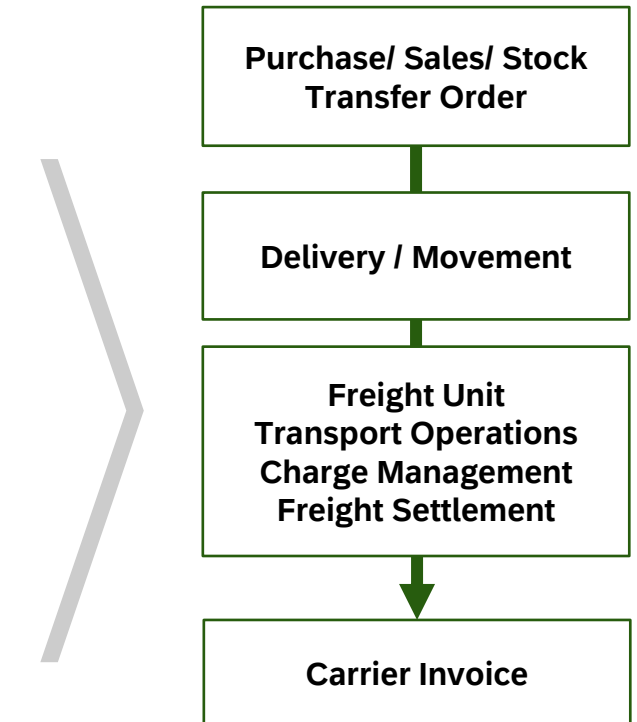 Purchase/ Sales/ Stock
Transfer Order
Delivery / Movement
Freight Unit
Transport Operations
Charge Management
Freight Settlement
Carrier Invoice